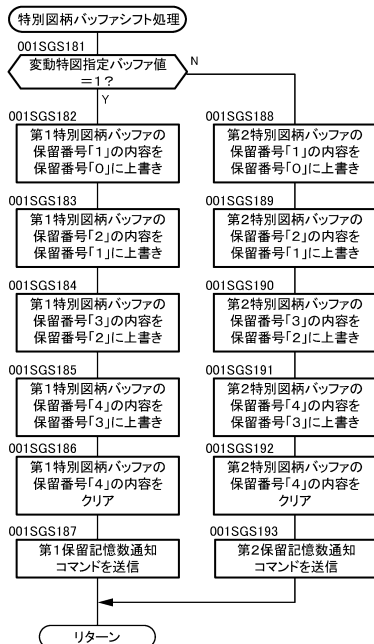 特別図柄バッファシフト処理
001SGS181
変動特図指定バッファ値
=1?
N
Y
001SGS182
第1特別図柄バッファの
保留番号「1」の内容を
保留番号「0」に上書き
001SGS183
第1特別図柄バッファの
保留番号「2」の内容を
保留番号「1」に上書き
001SGS184
第1特別図柄バッファの
保留番号「3」の内容を
保留番号「2」に上書き
001SGS185
第1特別図柄バッファの
保留番号「4」の内容を
保留番号「3」に上書き
001SGS186
第1特別図柄バッファの
保留番号「4」の内容を
クリア
001SGS187
第1保留記憶数通知
コマンドを送信
001SGS188
第2特別図柄バッファの
保留番号「1」の内容を
保留番号「0」に上書き
001SGS189
第2特別図柄バッファの
保留番号「2」の内容を
保留番号「1」に上書き
001SGS190
第2特別図柄バッファの
保留番号「3」の内容を
保留番号「2」に上書き
001SGS191
第2特別図柄バッファの
保留番号「4」の内容を
保留番号「3」に上書き
001SGS192
第2特別図柄バッファの
保留番号「4」の内容を
クリア
001SGS193
第2保留記憶数通知
コマンドを送信
リターン